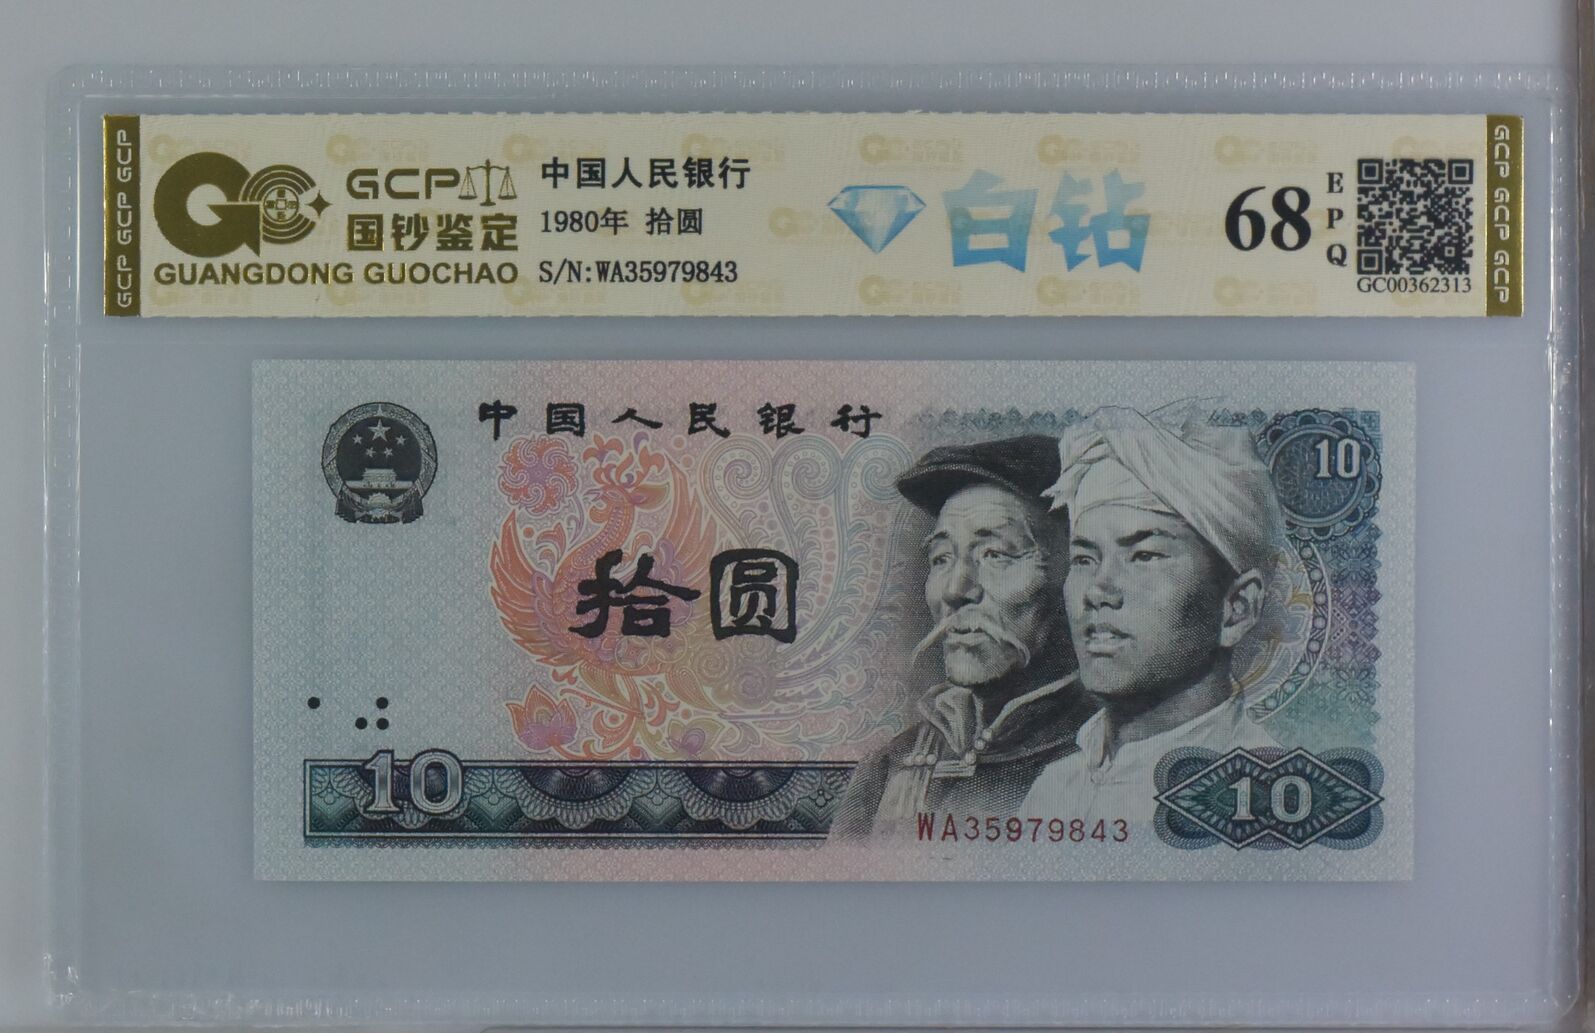 GCP GCP GCP
GCP
国钞鉴定
GUANGDONG GUOCHAO
中国人民银行
1980年 拾圆
S/N:WA35979843
白钻
68
EPQ
GC00362313
GCP GCP GCP
中国人民银行
10
拾圆
10
WA35979843
10